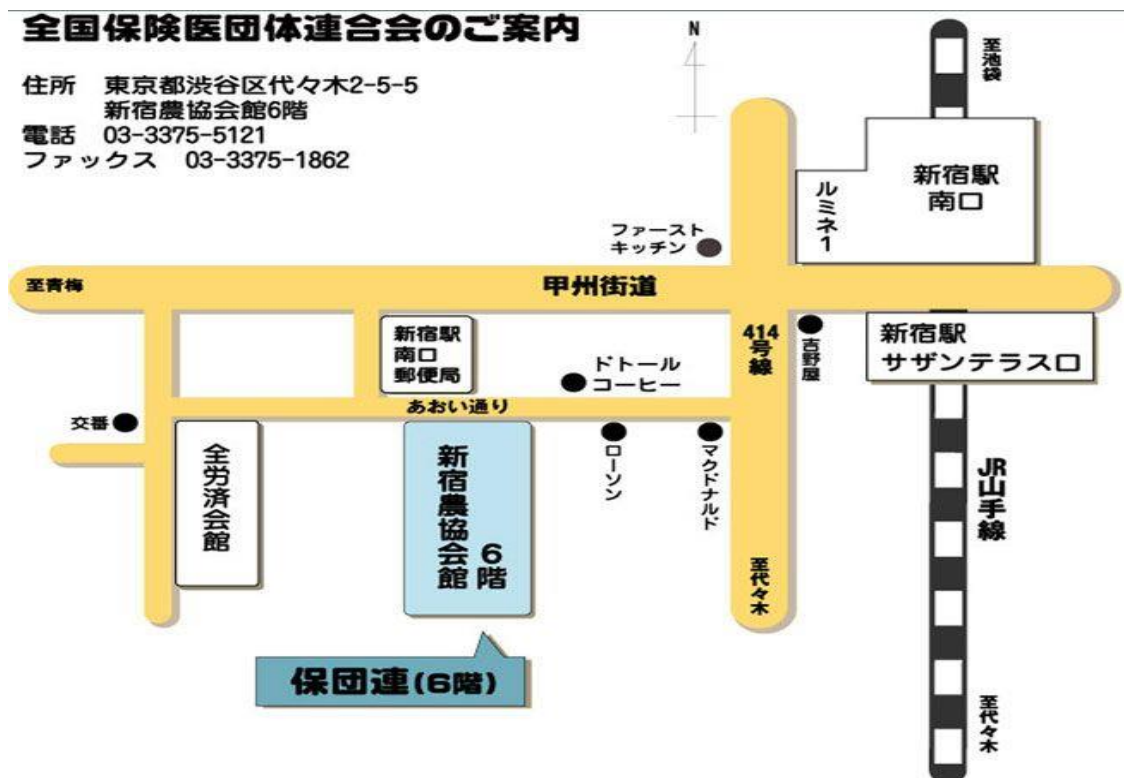 全国保険医団体連合会のご案内
住所　東京都渋谷区代々木2-5-5
新宿農協会館6階
電話　03-3375-5121
ファックス　03-3375-1862
N
至池袋
新宿駅
南口
ルミネ1
ファースト
キッチン
至青梅
甲州街道
新宿駅
南口
郵便局
ドトール
コーヒー
414号線
吉野屋
新宿駅
サザンテラス口
あおい通り
交番
全労済会館
新宿農協会館
6階
ローソン
マクドナルド
JR山手線
至代々木
保団連(6階)
至代々木